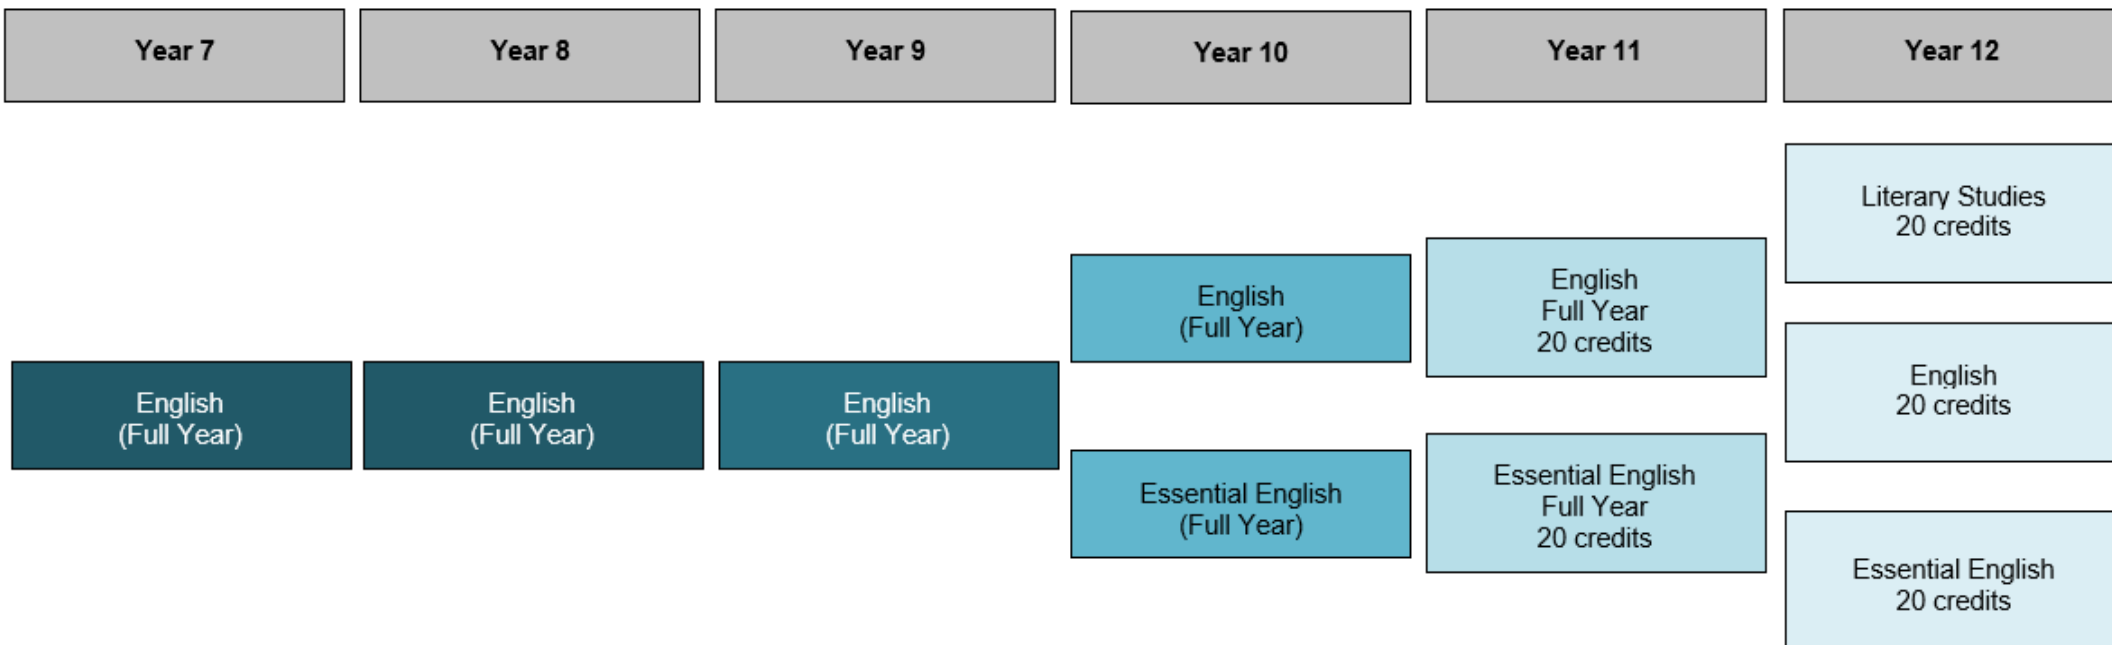 Year 7
Year 8
Year 9
Year 10
Year 11
Year 12
English
(Full Year)
English
(Full Year)
English
(Full Year)
English
(Full Year)
Essential English
(Full Year)
English
Full Year
20 credits
Essential English
Full Year
20 credits
Literary Studies
20 credits
English
20 credits
Essential English
20 credits